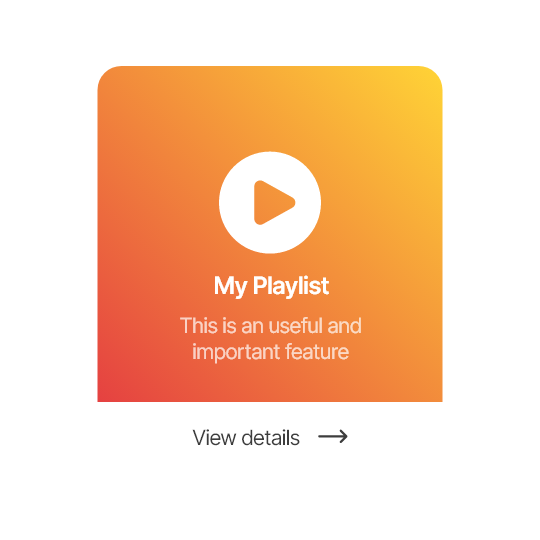 My Playlist
This is an useful and
important feature
View details